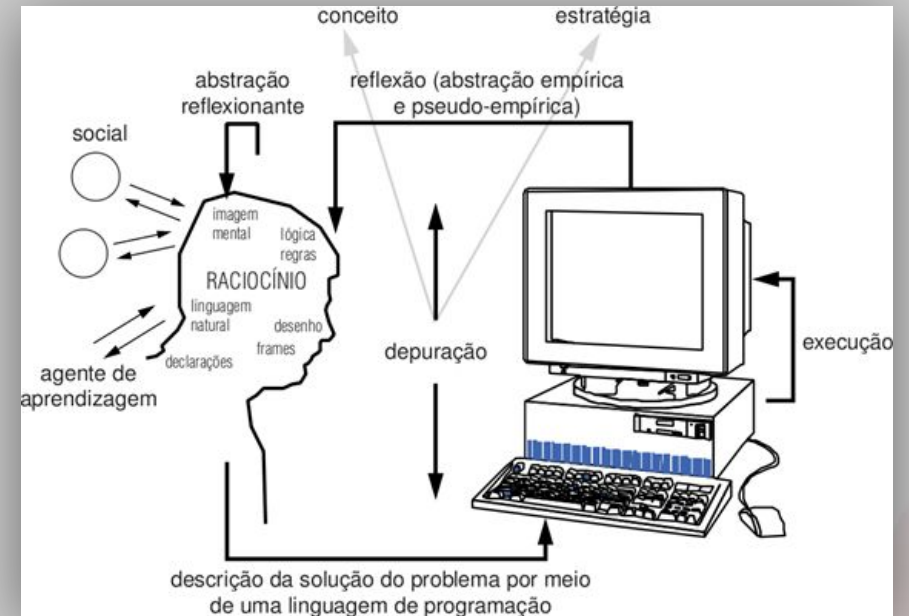 conceito
estratégia
abstração
reflexionante
reflexão (abstração empírica
e pseudo-empírica)
social
imagem
mental
lógica
regras
RACIOCÍNIO
linguagem
natural
desenho
frames
declarações
agente de
aprendizagem
depuração
execução
descrição da solução do problema por meio
de uma linguagem de programação